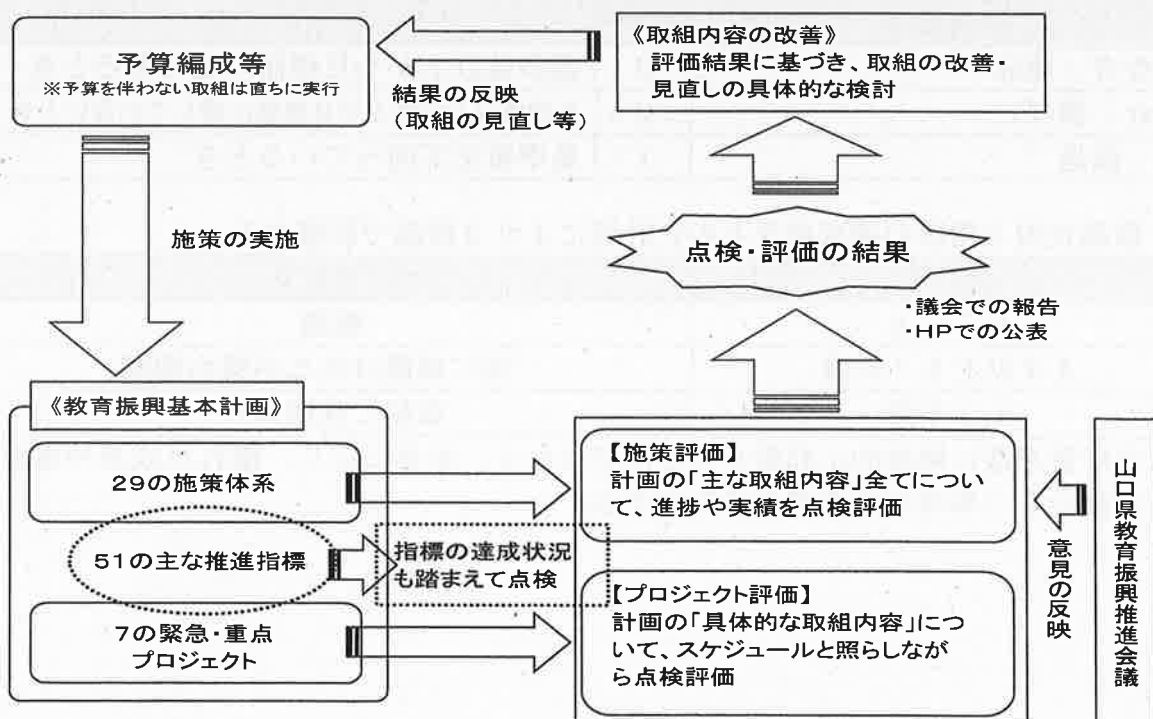 予算編成等
※予算を伴わない取組は直ちに実行
結果の反映
（取組の見直し等）
《取組内容の改善》
評価結果に基づき、取組の改善・
見直しの具体的な検討
施策の実施
点検・評価の結果
・議会での報告
・HPでの公表
《教育振興基本計画》
29の施策体系
51の主な推進指標
7の緊急・重点
プロジェクト
指標の達成状況
も踏まえて点検
【施策評価】
計画の「主な取組内容」全てについ
て、進捗や実績を点検評価
【プロジェクト評価】
計画の「具体的な取組内容」につ
いて、スケジュールと照らしなが
ら点検評価
意見の反映
山口県教育振興推進会議